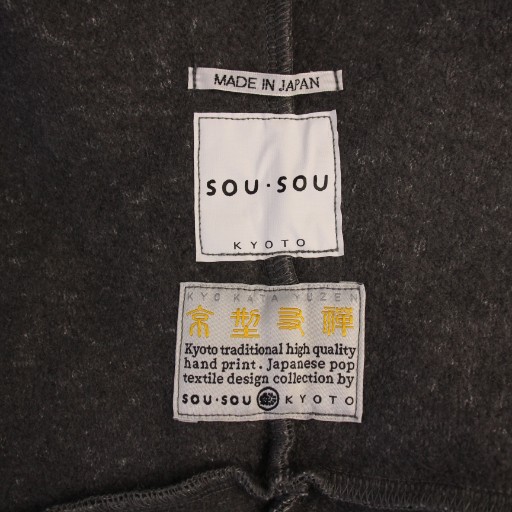 MADE IN JAPAN
SOU・SOU
KYOTO
KYO KATA YUZEN
京型友禅
Kyoto traditional high quality
hand print. Japanese pop
textile design collection by
SOU・SOU KYOTO